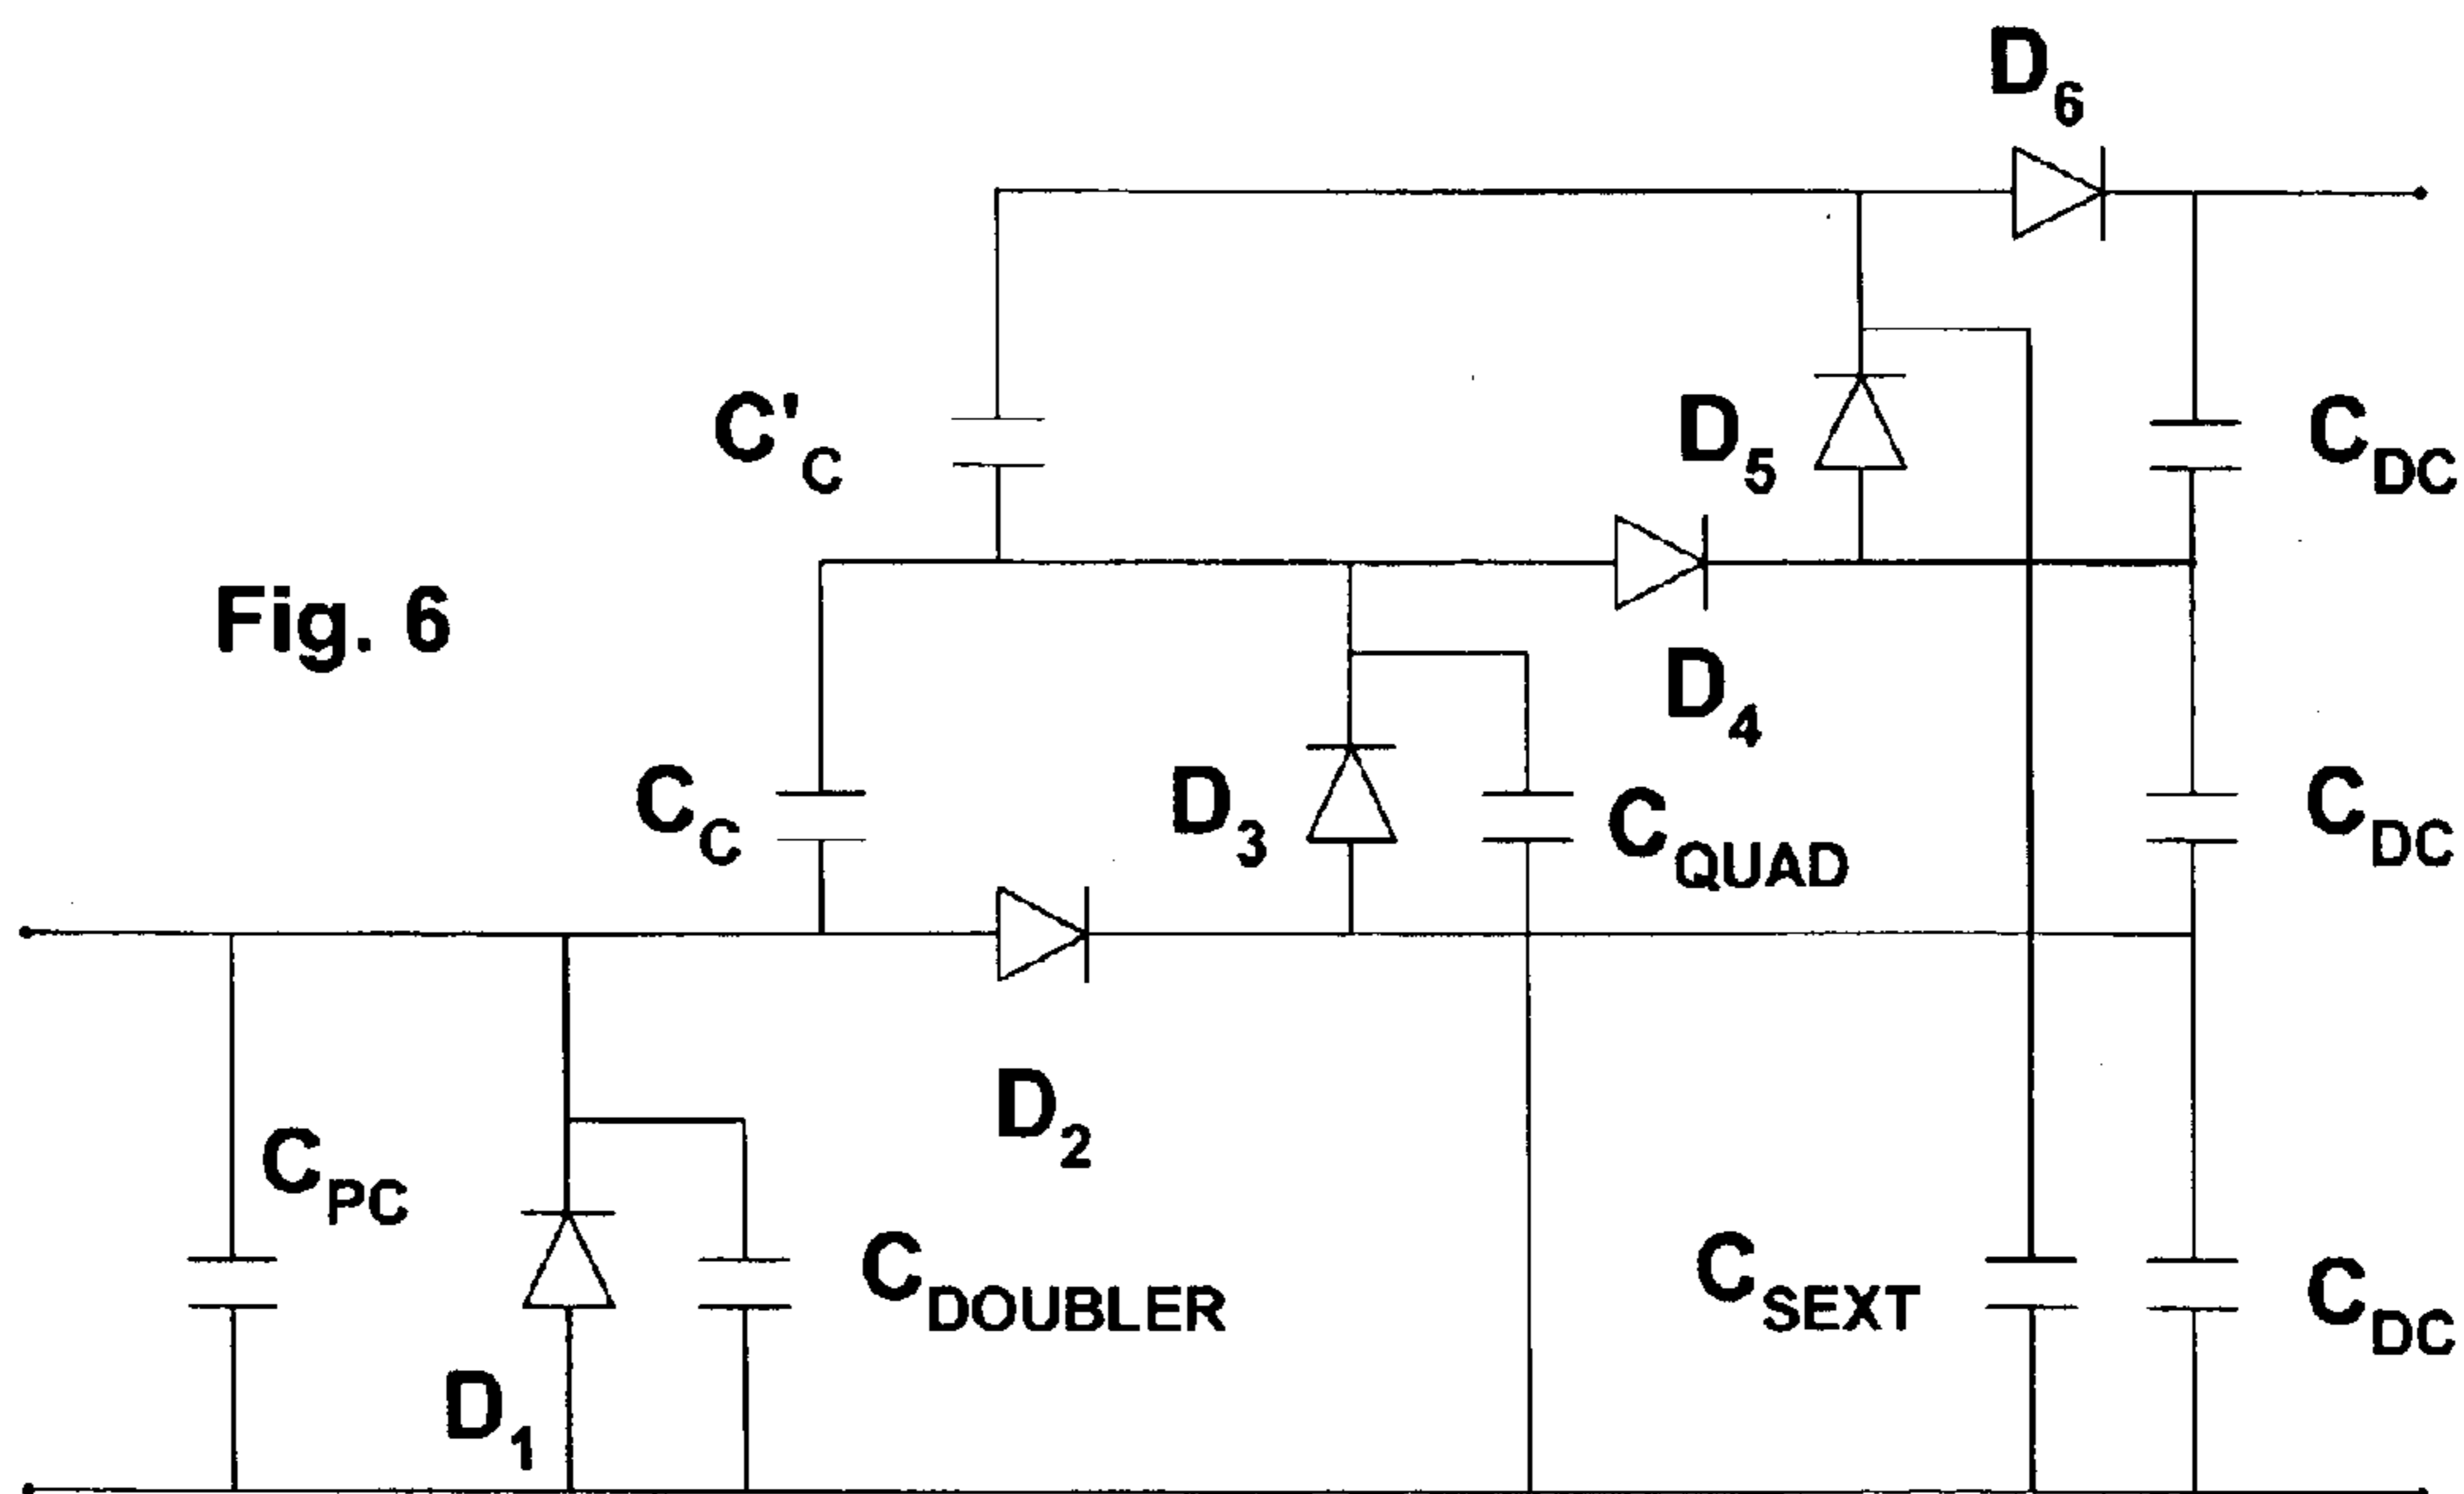 D6
C'C
D5
CDC
Fig. 6
D4
CC
D3
CQUAD
CDC
D2
CPC
CDOUBLER
CSEXT
CDC
D1